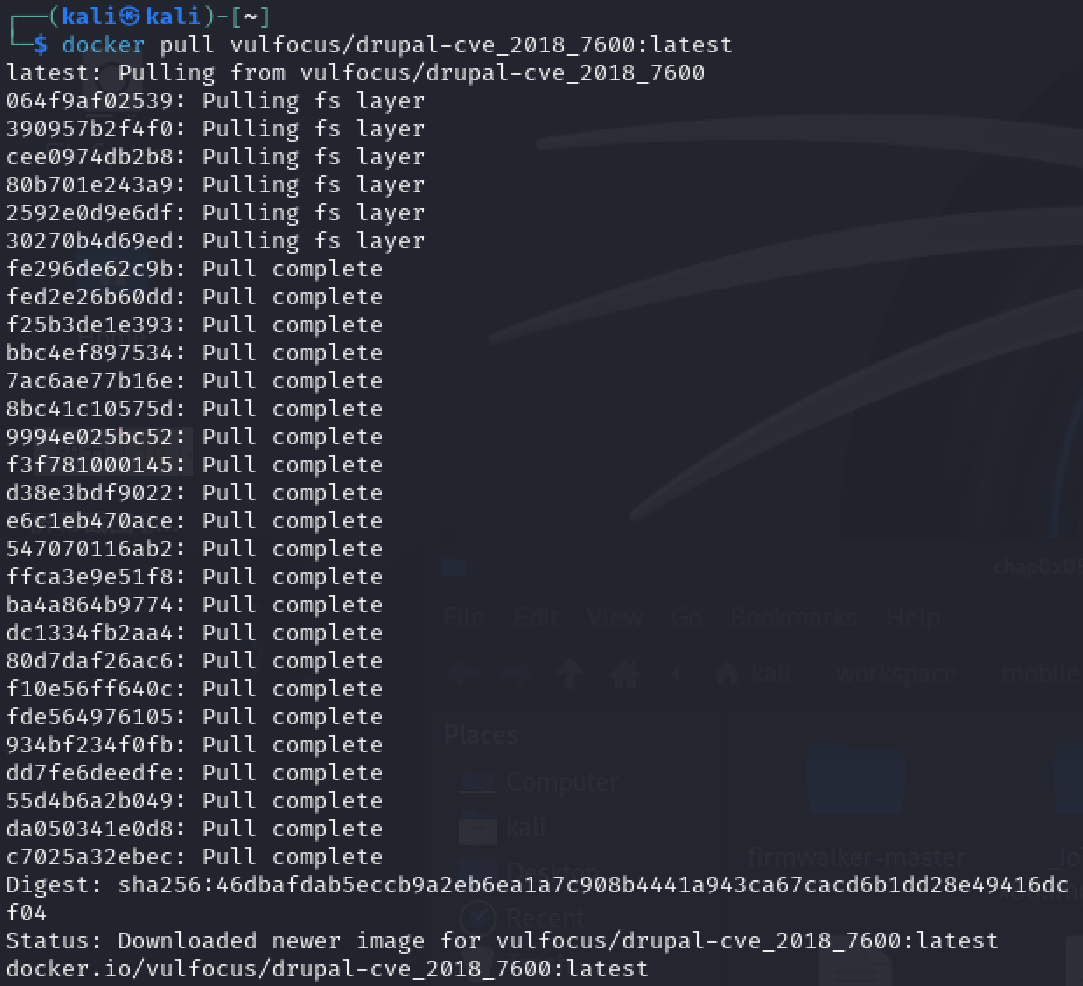 ┌──(kali㉿kali)-[~]
└─$ docker pull vulfocus/drupal-cve_2018_7600:latest
latest: Pulling from vulfocus/drupal-cve_2018_7600
064f9af02539: Pulling fs layer
390957b2f4f0: Pulling fs layer
cee0974db2b8: Pulling fs layer
80b701e243a9: Pulling fs layer
2592e0d9e6df: Pulling fs layer
30270b4d69ed: Pulling fs layer
fe296de62c9b: Pull complete
fed2e26b60dd: Pull complete
f25b3de1e393: Pull complete
bbc4ef897534: Pull complete
7ac6ae77b16e: Pull complete
8bc41c10575d: Pull complete
9994e025bc52: Pull complete
f3f781000145: Pull complete
d38e3bdf9022: Pull complete
e6c1eb470ace: Pull complete
547070116ab2: Pull complete
ffca3e9e51f8: Pull complete
ba4a864b9774: Pull complete
dc1334fb2aa4: Pull complete
80d7daf26ac6: Pull complete
f10e56ff640c: Pull complete
fde564976105: Pull complete
934bf234f0fb: Pull complete
dd7fe6deedfe: Pull complete
55d4b6a2b049: Pull complete
da050341e0d8: Pull complete
c7025a32ebec: Pull complete
Digest: sha256:46dbafdab5eccb9a2eb6ea1a7c908b4441a943ca67cacd6b1dd28e49416dc
f04
Status: Downloaded newer image for vulfocus/drupal-cve_2018_7600:latest
docker.io/vulfocus/drupal-cve_2018_7600:latest
File Edit View Go Bookmarks Help
kali workspace mobile
Places
Computer
kali
Desktop
Recent
firmwalker-master